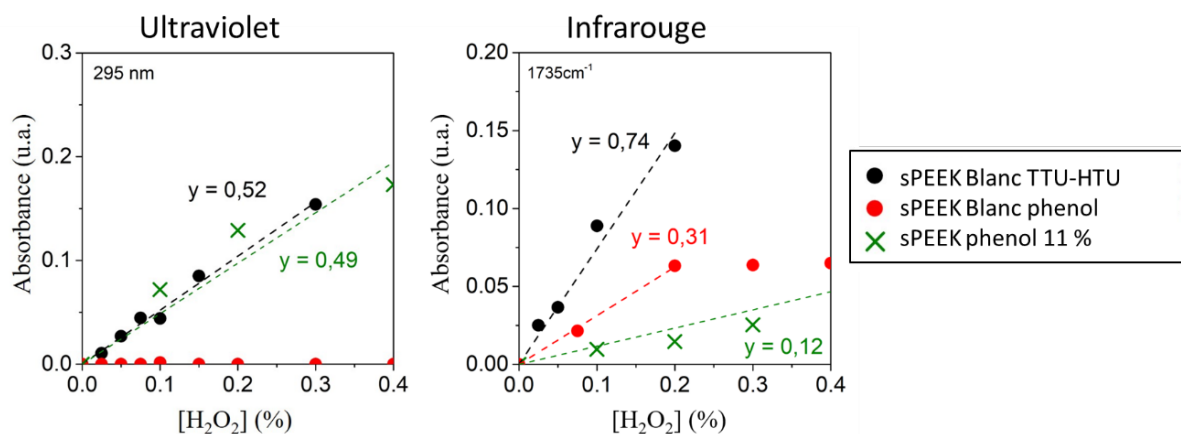 Ultraviolet
0.3
0.2
0.1
0.0
Absorbance (u.a.)
295 nm
y = 0,52
y = 0,49
0.0 0.1 0.2 0.3 0.4
[H₂O₂] (%)
Infrarouge
0.20
0.15
0.10
0.05
0.00
Absorbance (u.a.)
1735cm⁻¹
y = 0,74
y = 0,31
y = 0,12
0.0 0.1 0.2 0.3 0.4
[H₂O₂] (%)
sPEEK Blanc TTU-HTU
sPEEK Blanc phenol
sPEEK phenol 11 %